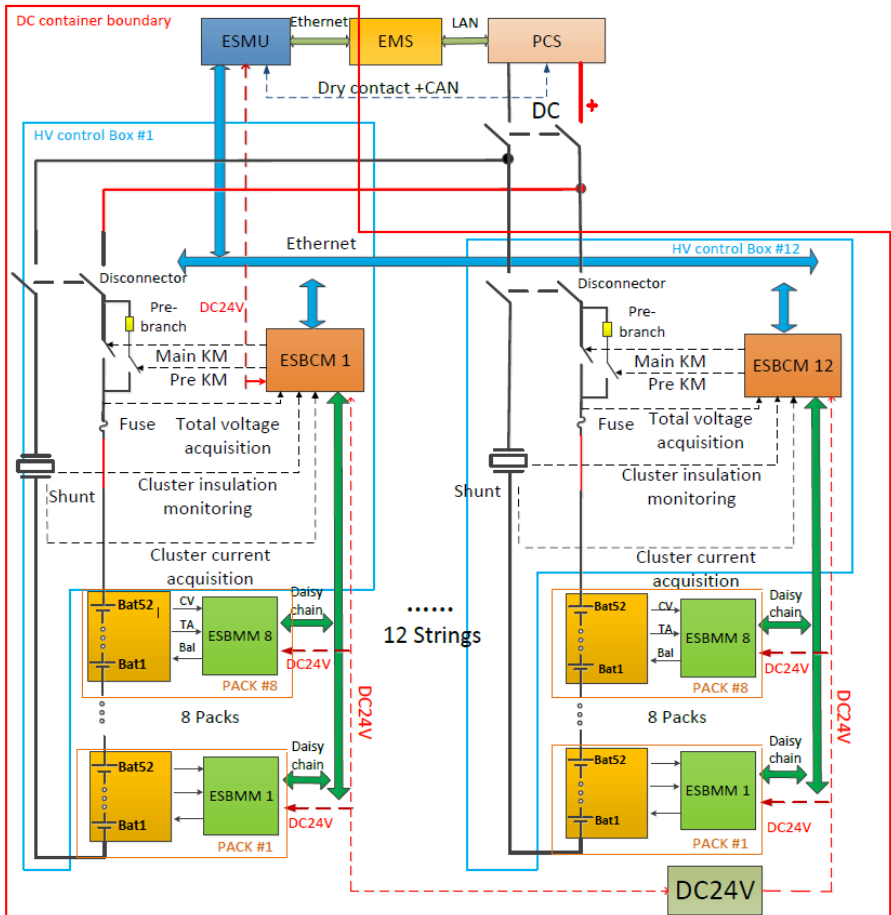 DC container boundary
ESMU
Ethernet
EMS
LAN
PCS
Dry contact +CAN
DC
+
HV control Box #1
Ethernet
HV control Box #12
Disconnector
DC24V
Pre-
branch
Main KM
Pre KM
ESBCM 1
Fuse
Total voltage
acquisition
Shunt
Cluster insulation
monitoring
Cluster current
acquisition
Bat52
Bat1
CV
TA
Bal
ESBMM 8
Daisy
chain
DC24V
PACK #8
8 Packs
DC24V
Bat52
Bat1
ESBMM 1
Daisy
chain
DC24V
PACK #1
......
12 Strings
Disconnector
Pre-
branch
Main KM
Pre KM
ESBCM 12
Fuse
Total voltage
acquisition
Shunt
Cluster insulation
monitoring
Cluster current
acquisition
Bat52
Bat1
CV
TA
Bal
ESBMM 8
Daisy
chain
DC24V
PACK #8
8 Packs
DC24V
Bat52
Bat1
ESBMM 1
Daisy
chain
DC24V
PACK #1
DC24V